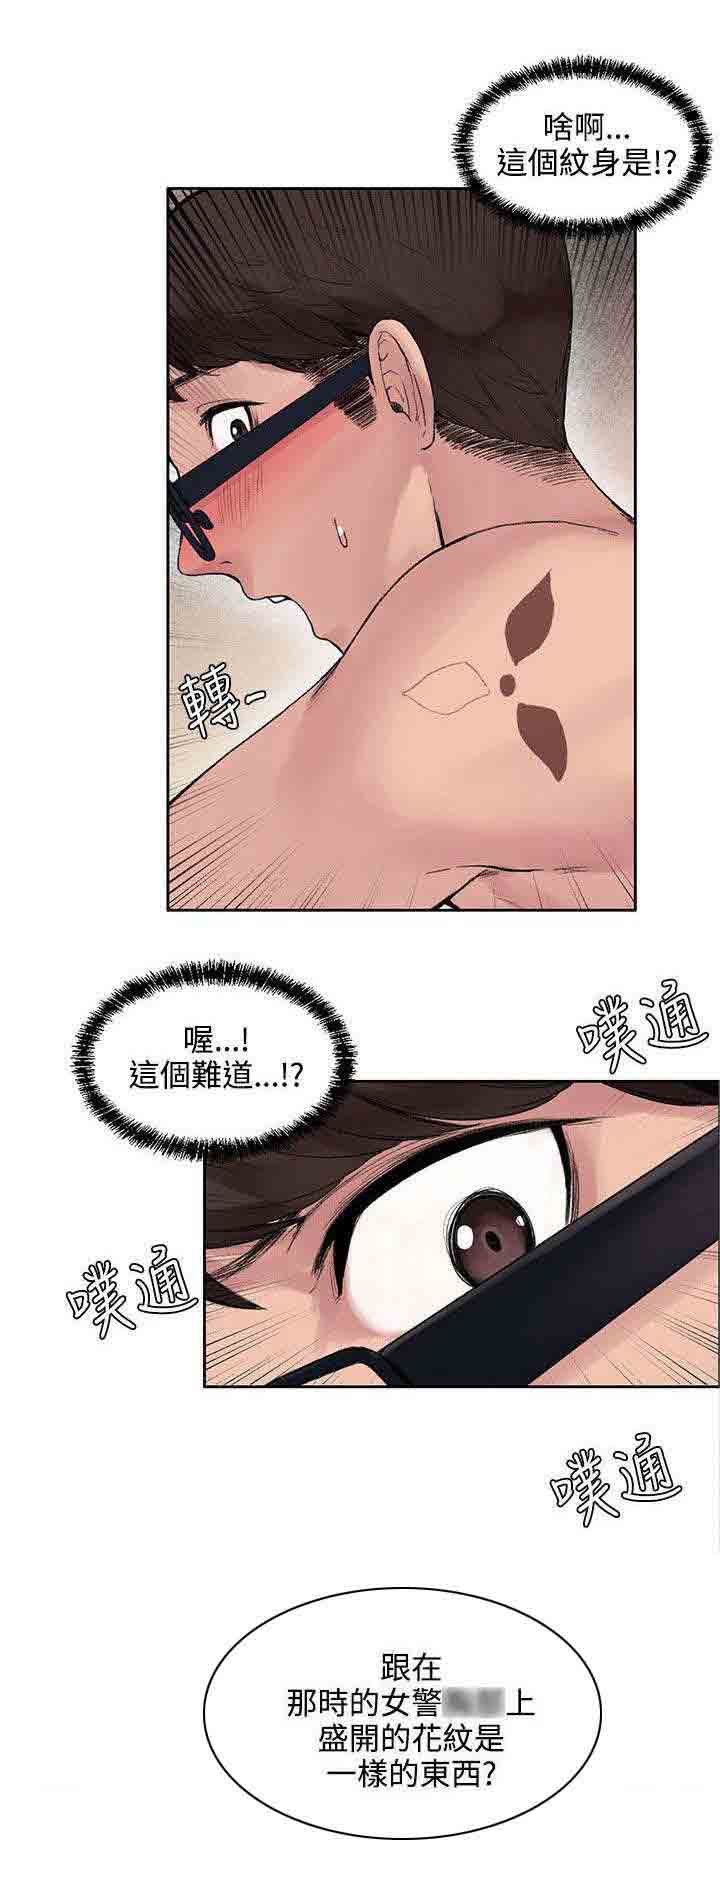 啥啊...
這個紋身是!?
轉-
喔...!
這個難道...!?
噗通
噗通
噗通
跟在
那時的女警上
盛開的花紋是
一樣的東西?